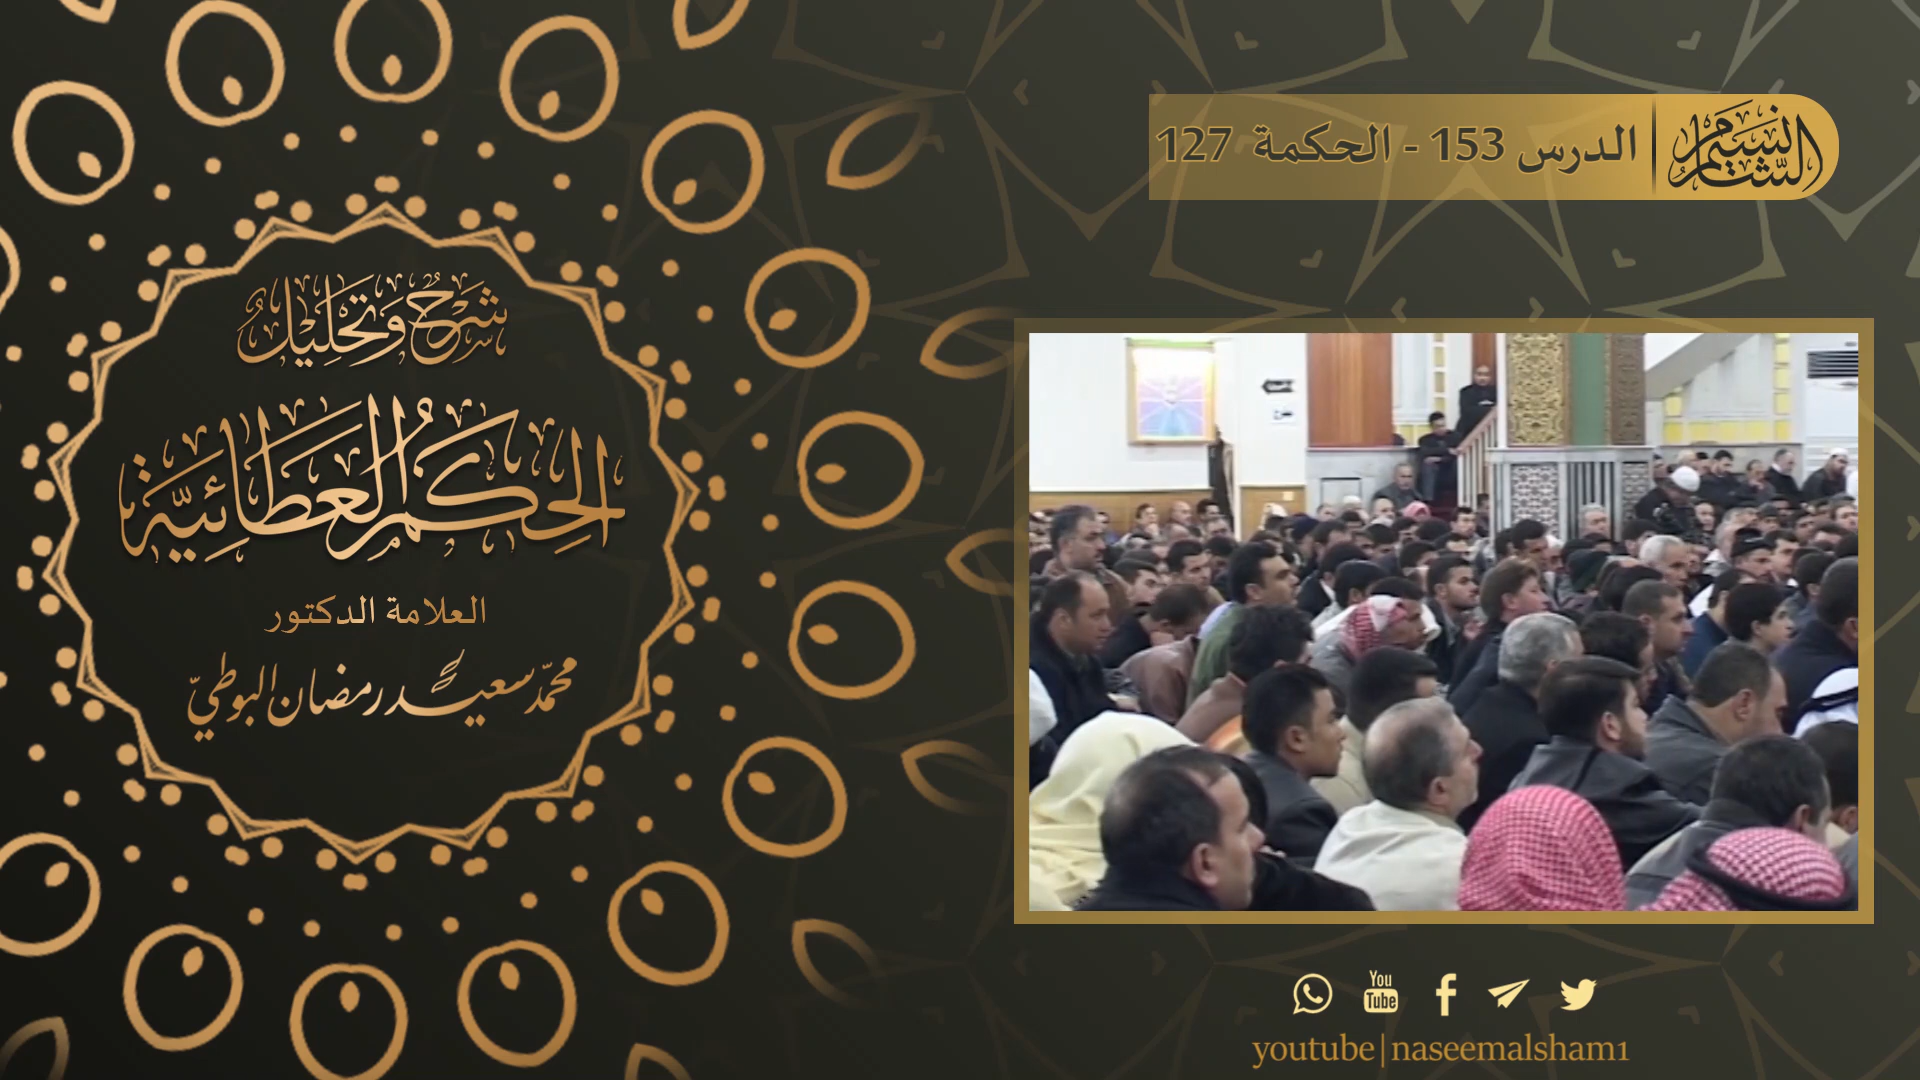 الدرس 153 - الحكمة 127
نسيم الشام
شرح وتحليل
الحكم العطائية
العلامة الدكتور
محمد سعيد رمضان البوطي
You
Tube
youtube|naseemalsham1